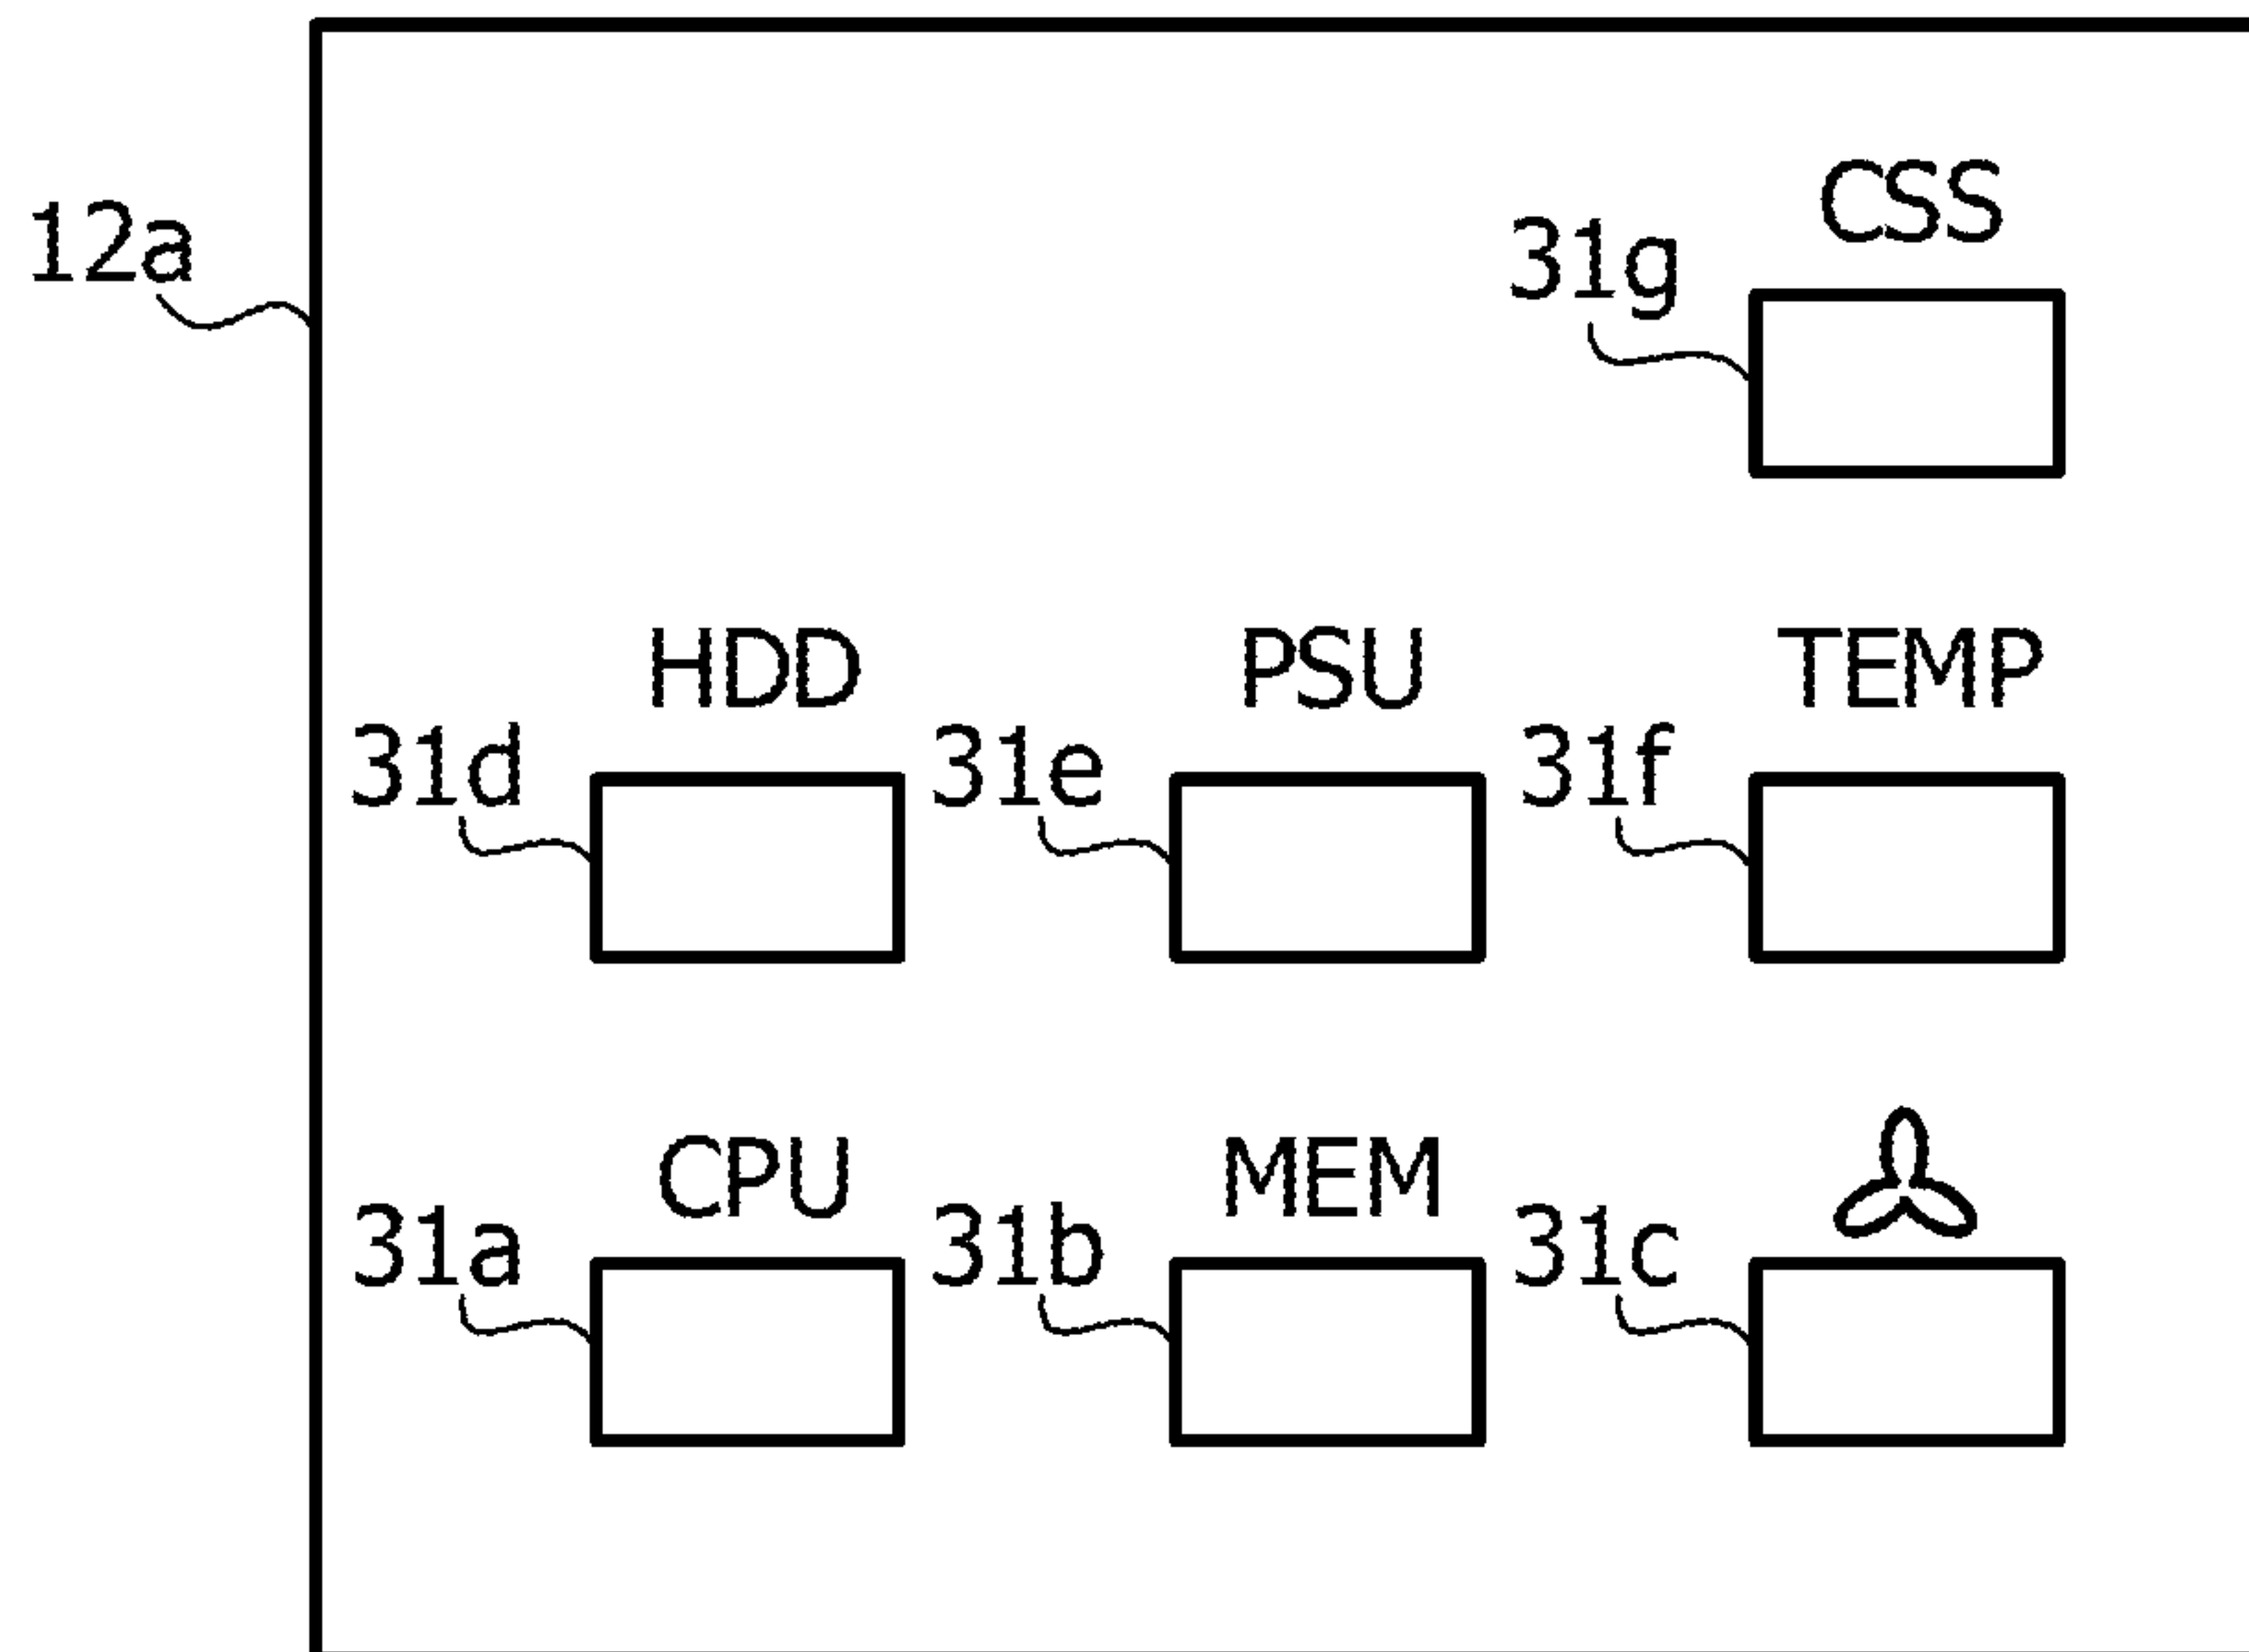 CSS
12a
31g
HDD PSU TEMP
31d 31e 31f
CPU MEM
31a 31b 31c